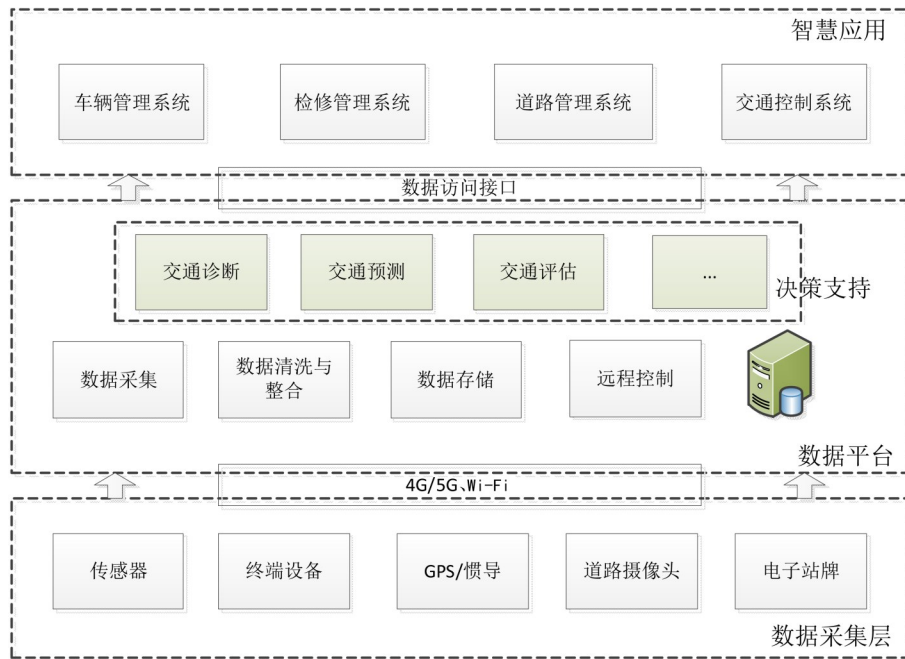 智慧应用
车辆管理系统
检修管理系统
道路管理系统
交通控制系统
数据访问接口
交通诊断
交通预测
交通评估
...
决策支持
数据采集
数据清洗与
整合
数据存储
远程控制
数据平台
4G/5G、Wi-Fi
传感器
终端设备
GPS/惯导
道路摄像头
电子站牌
数据采集层